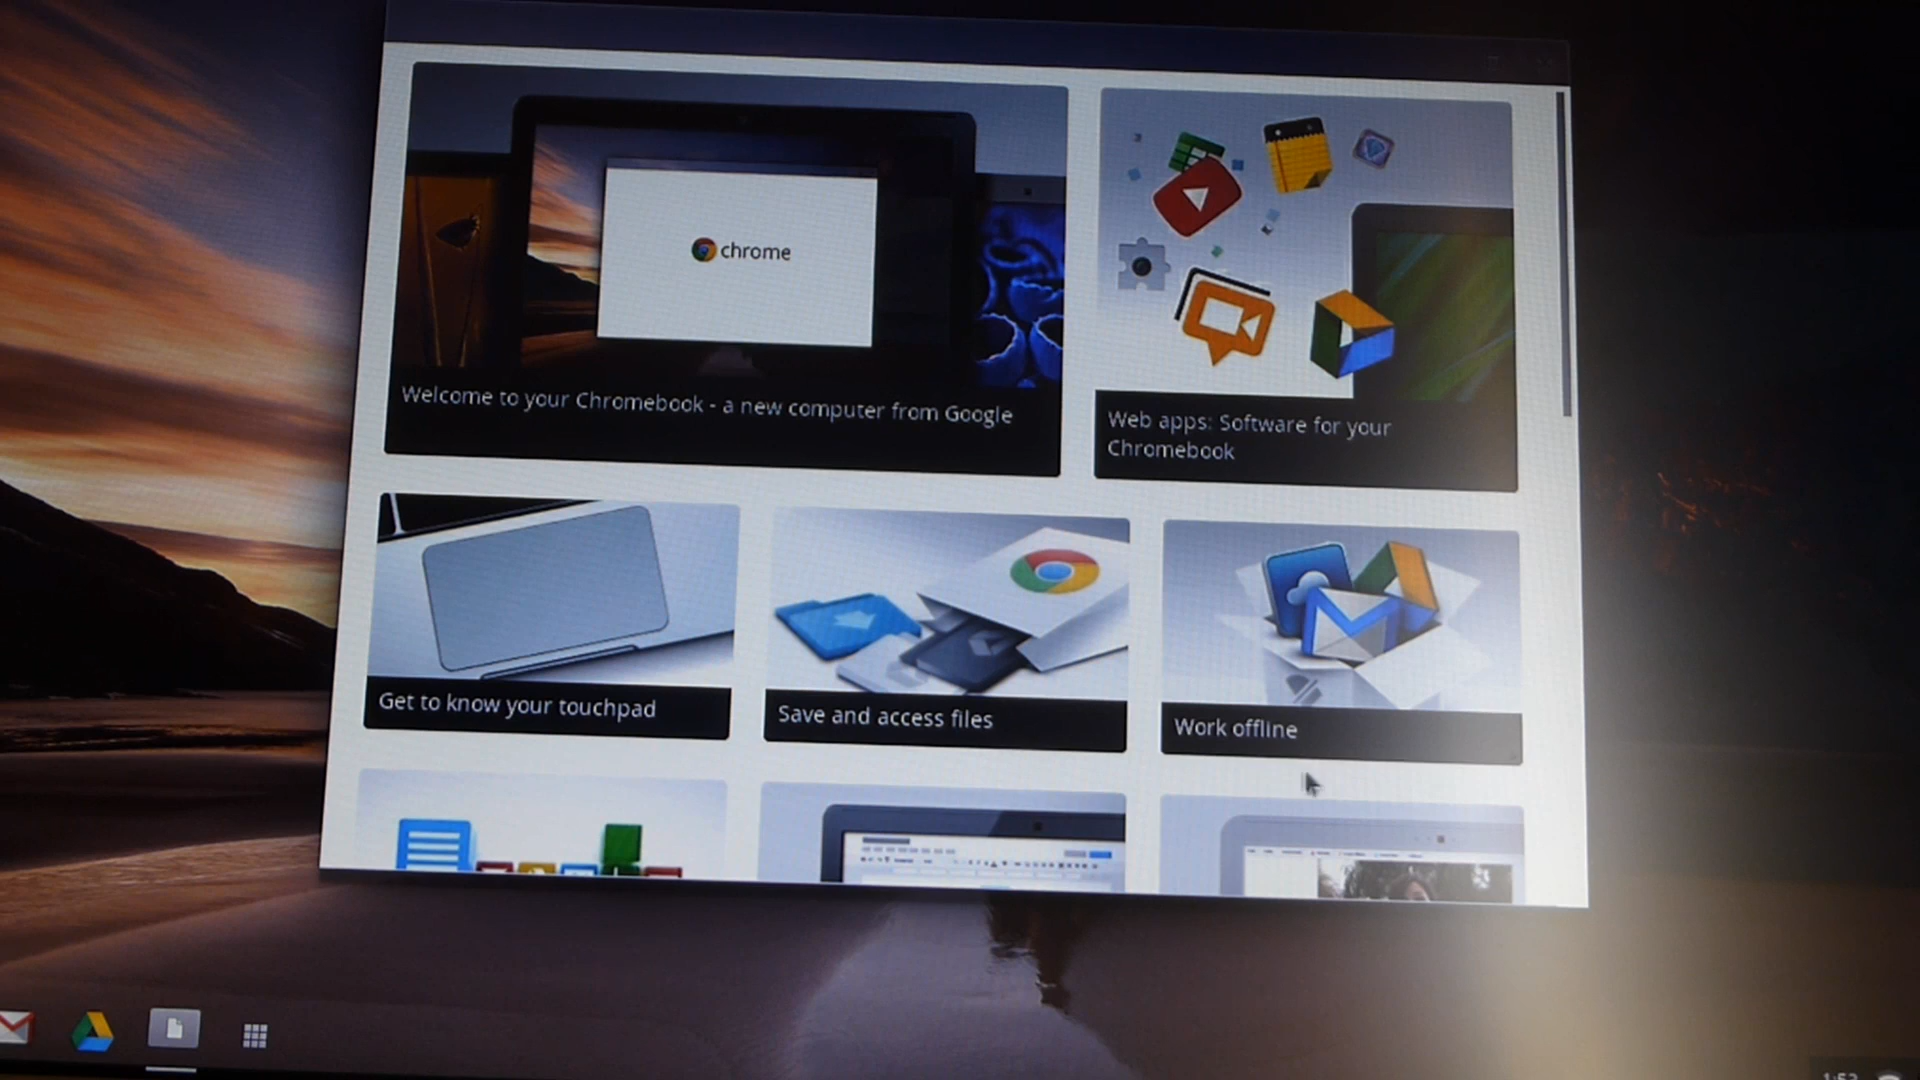 chrome
Welcome to your Chromebook - a new computer from Google
Web apps: Software for your
Chromebook
Get to know your touchpad
Save and access files
Work offline